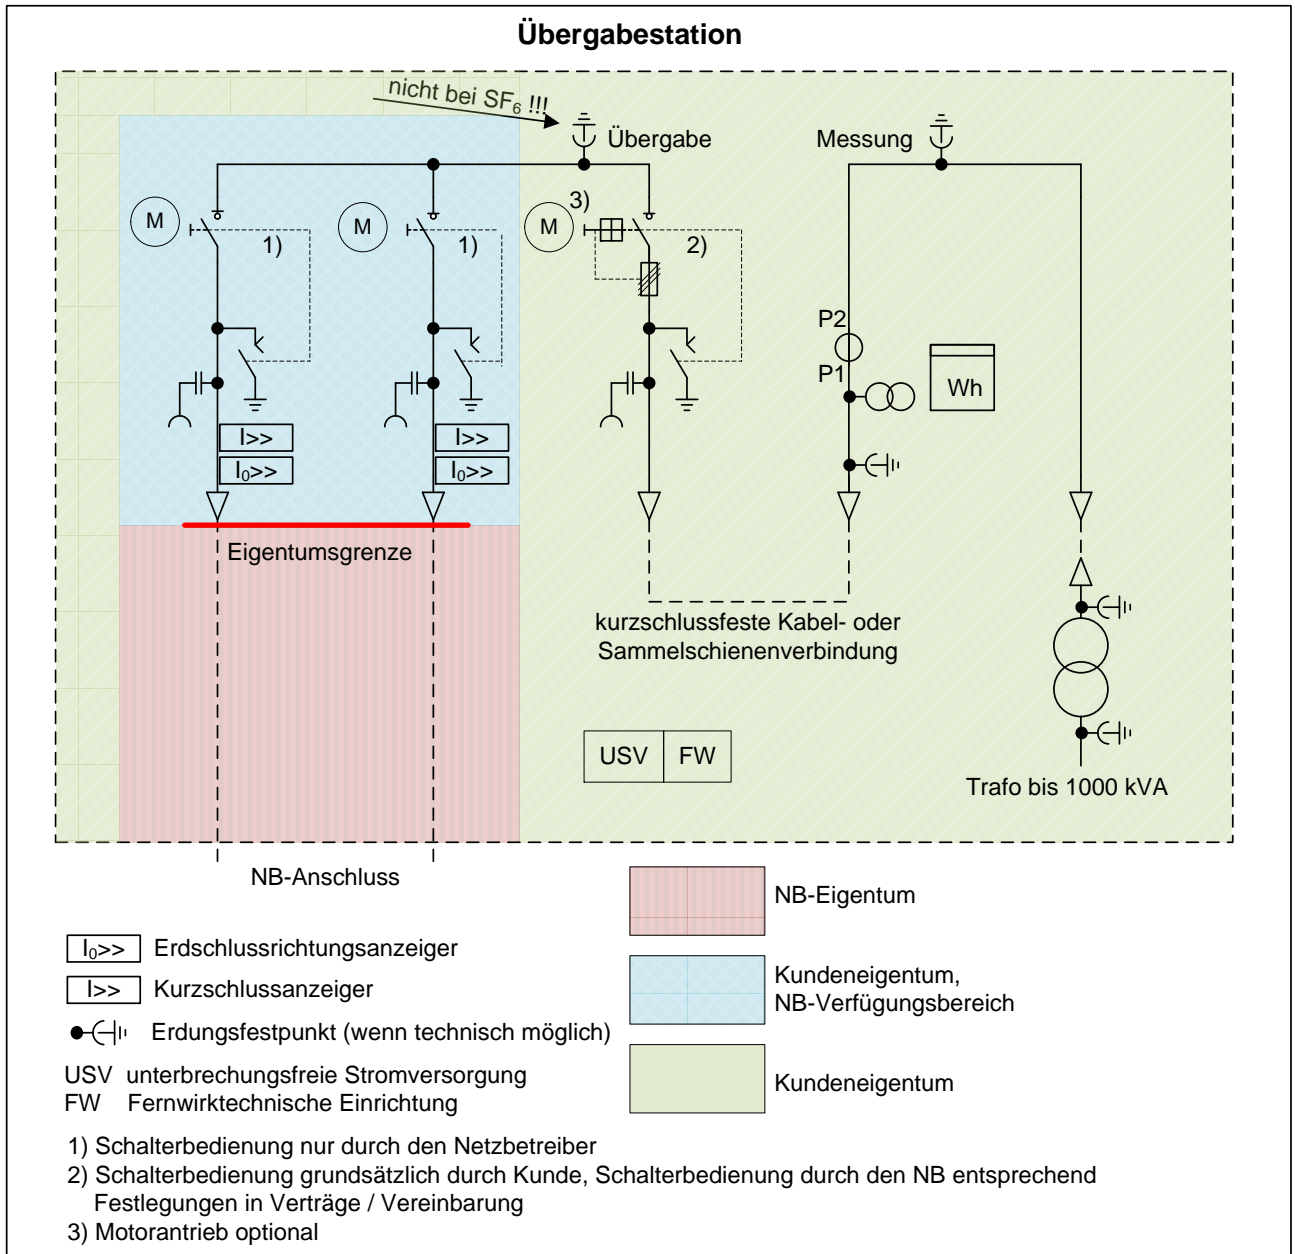 Übergabestation
nicht bei SF₆ !!!
Übergabe
Messung
M
M
3)
M
1)
1)
2)
P2
P1
Wh
I>>
I>>
I₀>>
I₀>>
Eigentumsgrenze
kurzschlussfeste Kabel- oder
Sammelschienenverbindung
USV
FW
Trafo bis 1000 kVA
NB-Anschluss
NB-Eigentum
I₀>> Erdschlussrichtungsanzeiger
I>> Kurzschlussanzeiger
Kundeneigentum,
NB-Verfügungsbereich
Erdungsfestpunkt (wenn technisch möglich)
USV unterbrechungsfreie Stromversorgung
FW Fernwirktechnische Einrichtung
Kundeneigentum
1) Schalterbedienung nur durch den Netzbetreiber
2) Schalterbedienung grundsätzlich durch Kunde, Schalterbedienung durch den NB entsprechend
Festlegungen in Verträge / Vereinbarung
3) Motorantrieb optional